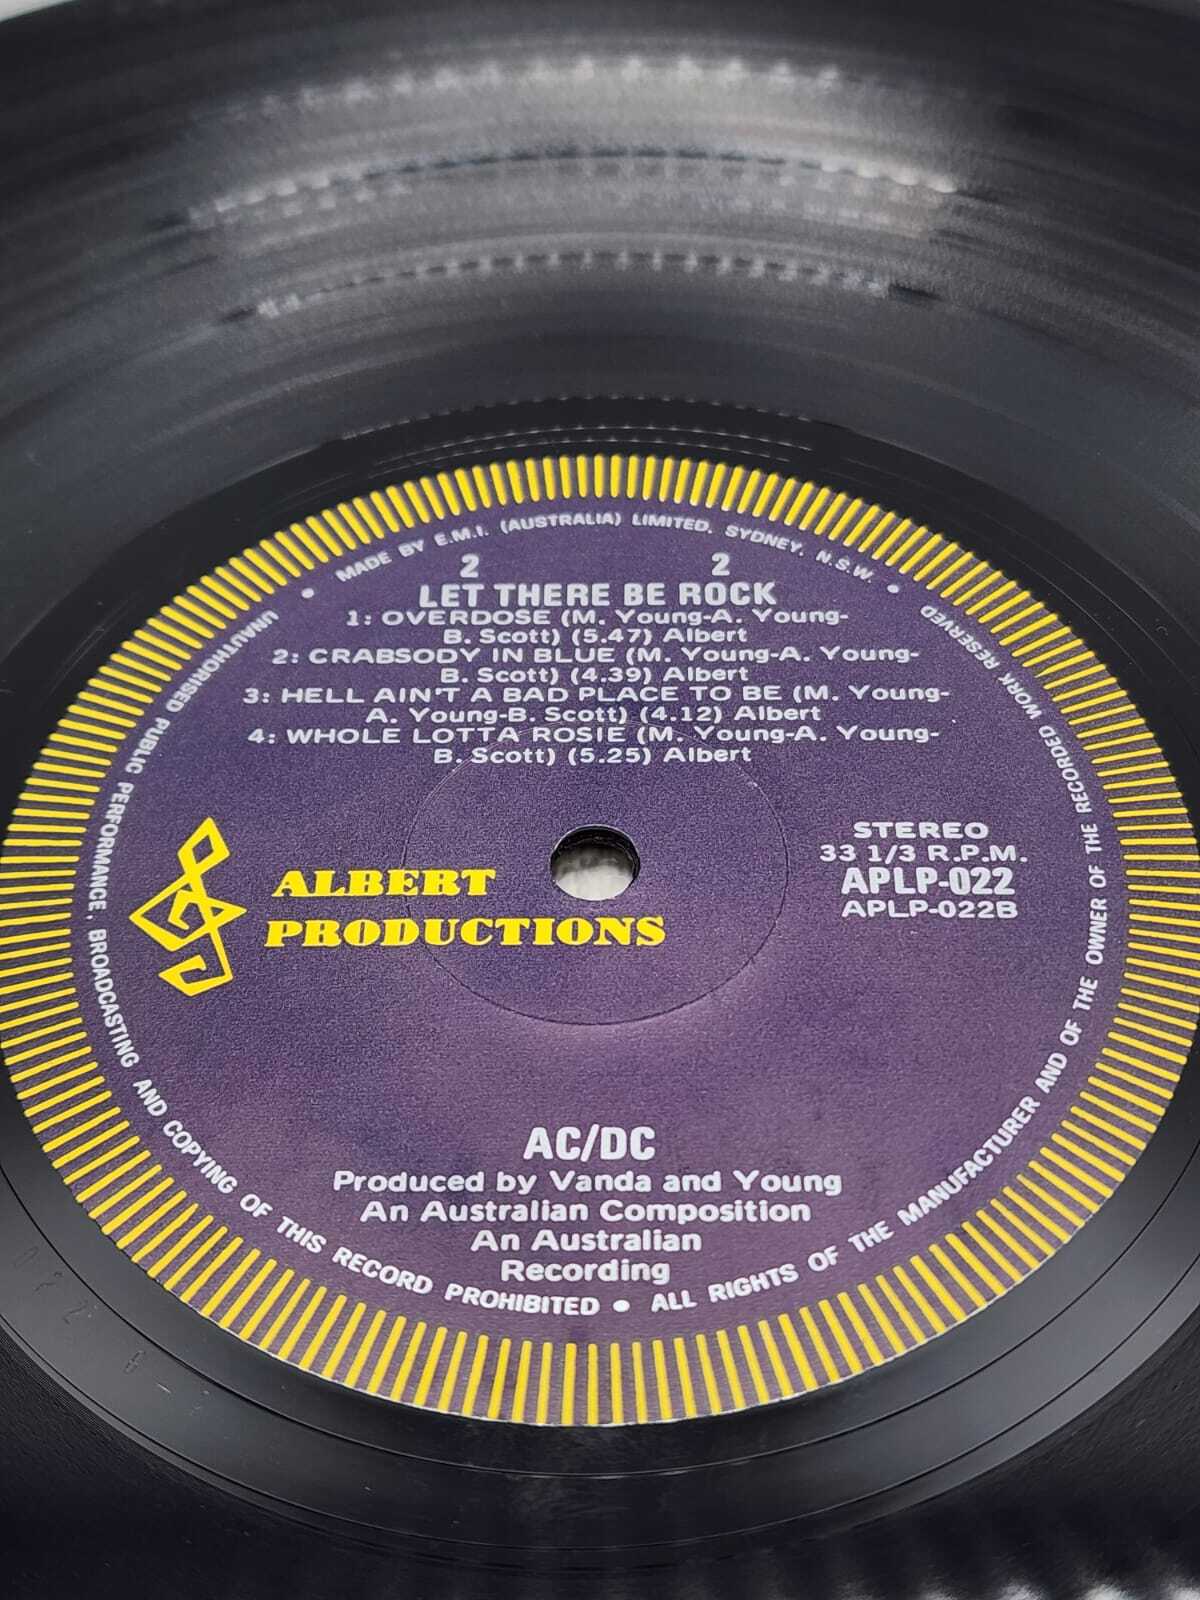 MADE BY E.M.I. (AUSTRALIA) LIMITED, SYDNEY, N.S.W. •
2 2
LET THERE BE ROCK
1: OVERDOSE (M. Young-A. Young-
B. Scott) (5.47) Albert
2: CRABSODY IN BLUE (M. Young-A. Young-
B. Scott) (4.39) Albert
3: HELL AIN'T A BAD PLACE TO BE (M. Young-
A. Young-B. Scott) (4.12) Albert
4: WHOLE LOTTA ROSIE (M. Young-A. Young-
B. Scott) (5.25) Albert
STEREO
33 1/3 R.P.M.
APLP-022
APLP-022B
ALBERT
PRODUCTIONS
AC/DC
Produced by Vanda and Young
An Australian Composition
An Australian
Recording
UNAUTHORISED PUBLIC PERFORMANCE, BROADCASTING AND COPYING OF THIS RECORD PROHIBITED • ALL RIGHTS OF THE MANUFACTURER AND OF THE OWNER OF THE RECORDED WORK RESERVED •